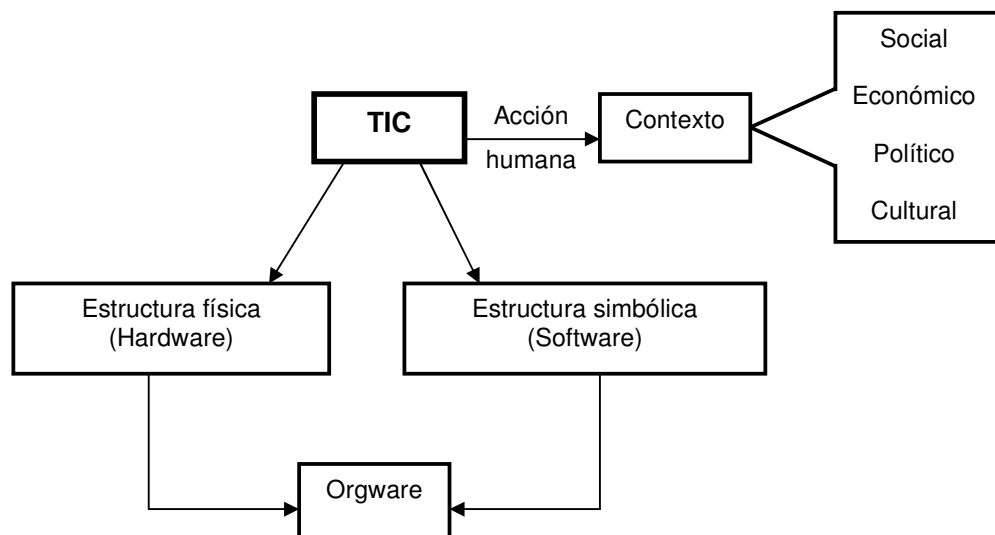 Social
Económico
Político
Cultural
TIC
Acción
humana
Contexto
Estructura física
(Hardware)
Estructura simbólica
(Software)
Orgware